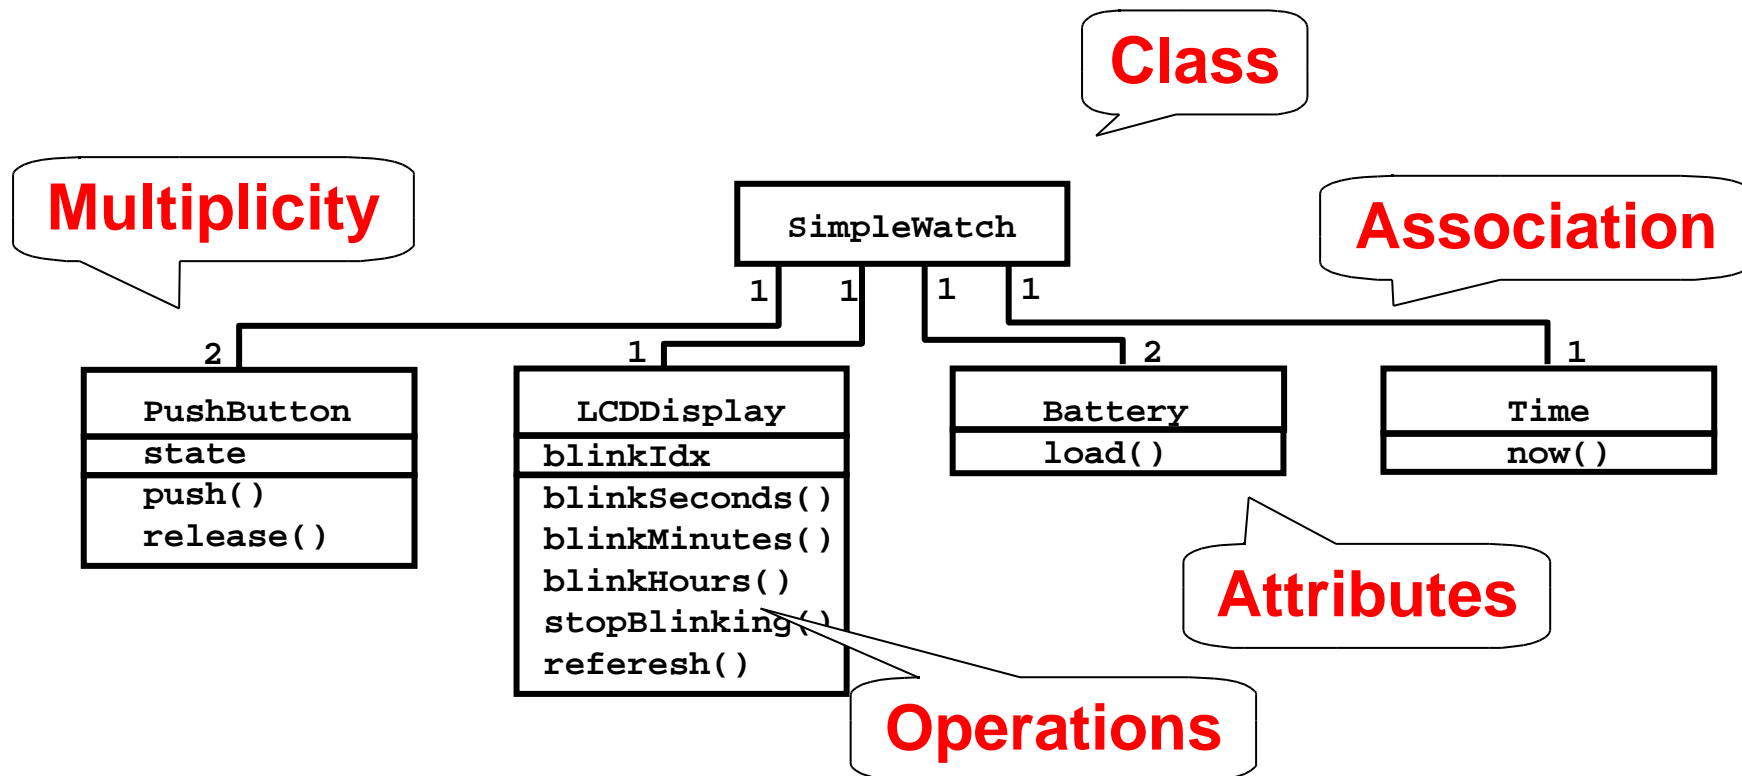 Class
Multiplicity
SimpleWatch
Association
1 1 1 1
2 1 2 1
PushButton
state
push()
release()
LCDDisplay
blinkIdx
blinkSeconds()
blinkMinutes()
blinkHours()
stopBlinking()
referesh()
Battery
load()
Time
now()
Attributes
Operations